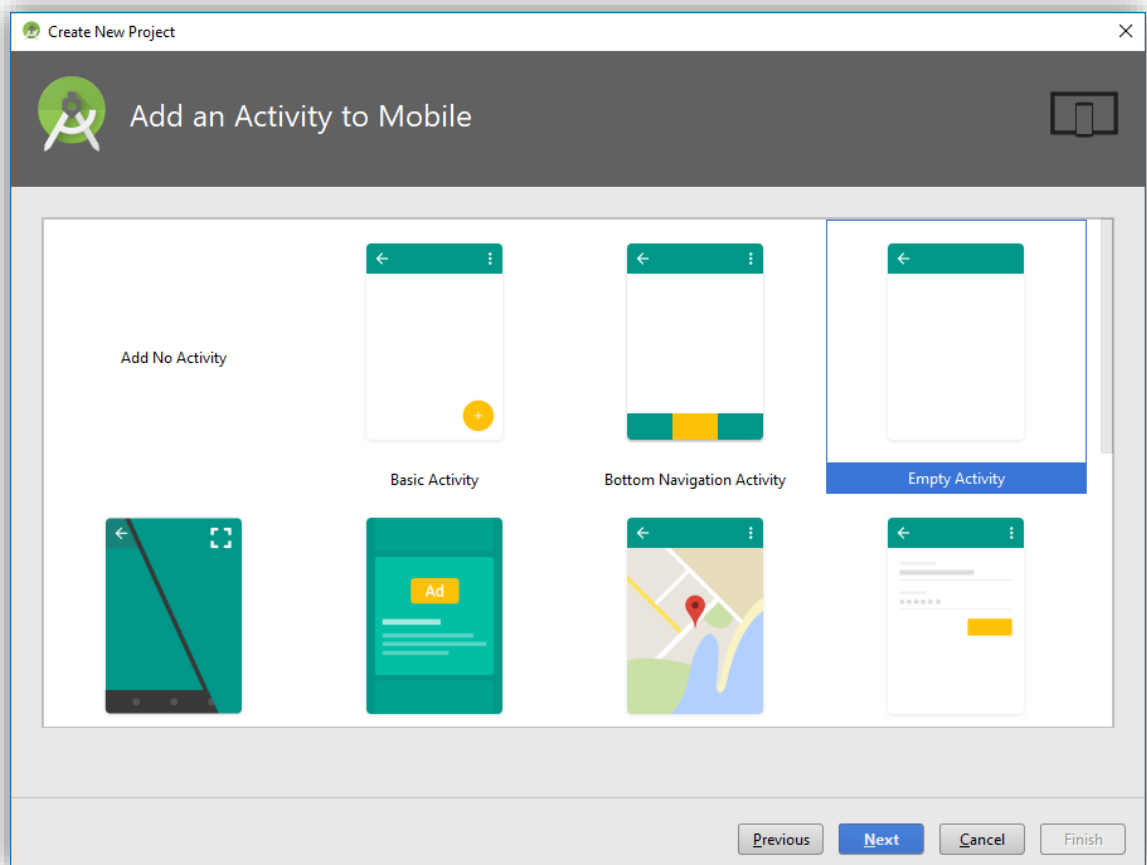 Create New Project
Add an Activity to Mobile
Add No Activity
Basic Activity
Bottom Navigation Activity
Empty Activity
Ad
Previous
Next
Cancel
Finish